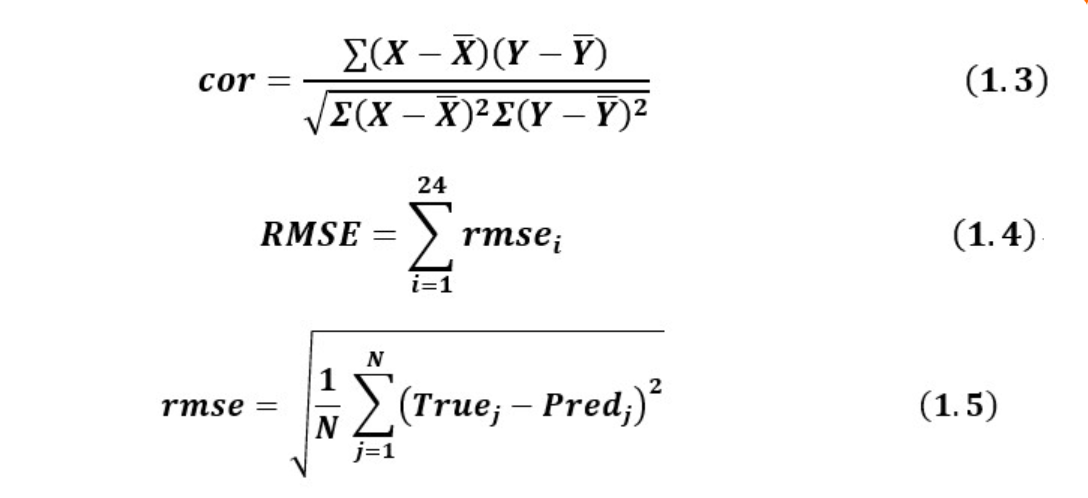 cor = ∑(X − X̅)(Y − Y̅) / √(Σ(X − X̅)²Σ(Y − Y̅)²) (1.3)
RMSE = ∑_{i=1}^{24} rmse_i (1.4)
rmse = √(1/N ∑_{j=1}^{N} (True_j − Pred_j)²) (1.5)